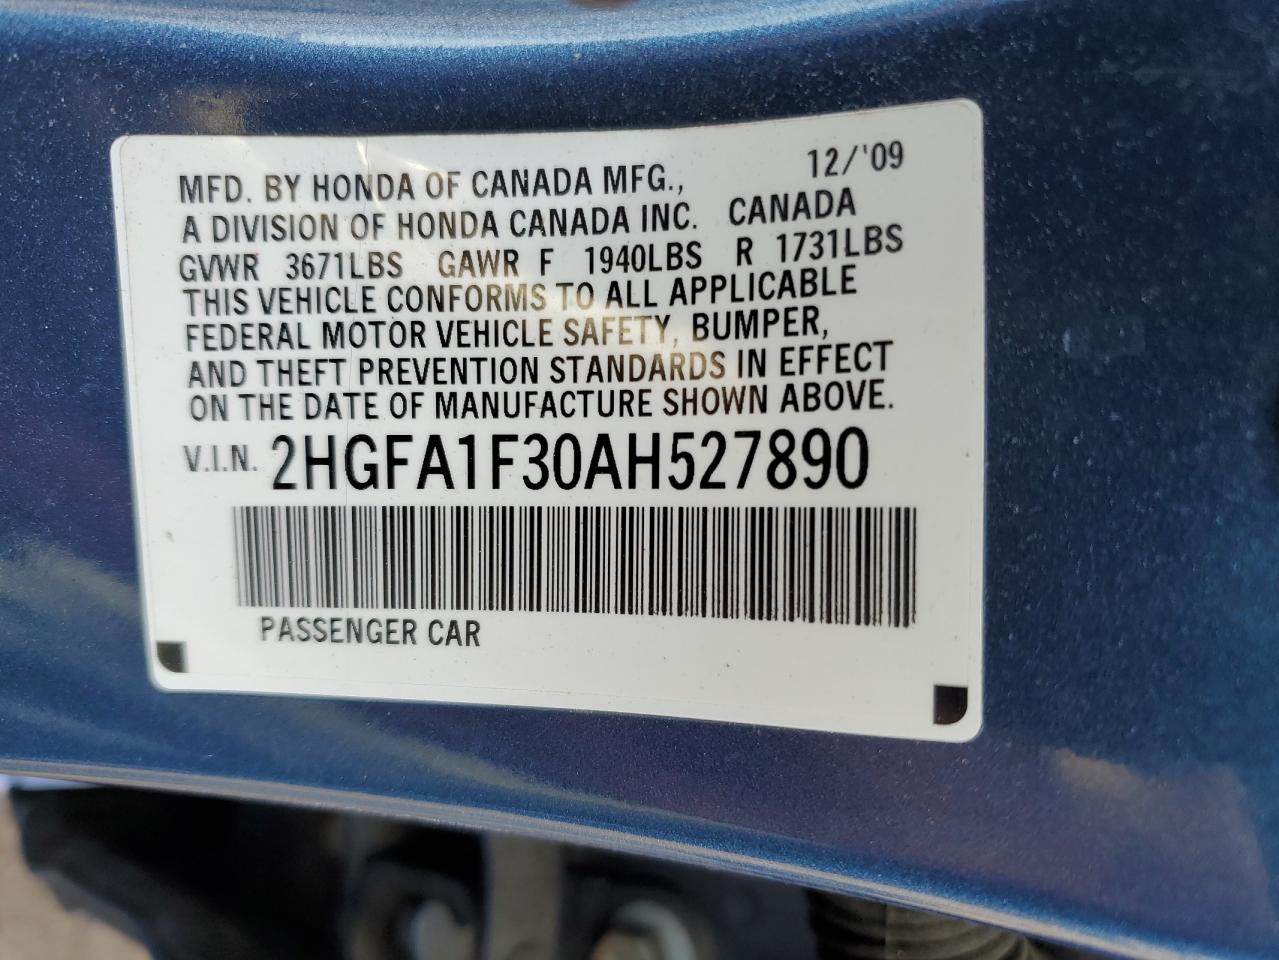 MFD. BY HONDA OF CANADA MFG., 12/'09
A DIVISION OF HONDA CANADA INC. CANADA
GVWR 3671LBS GAWR F 1940LBS R 1731LBS
THIS VEHICLE CONFORMS TO ALL APPLICABLE
FEDERAL MOTOR VEHICLE SAFETY, BUMPER,
AND THEFT PREVENTION STANDARDS IN EFFECT
ON THE DATE OF MANUFACTURE SHOWN ABOVE.
V.I.N. 2HGFA1F30AH527890
PASSENGER CAR